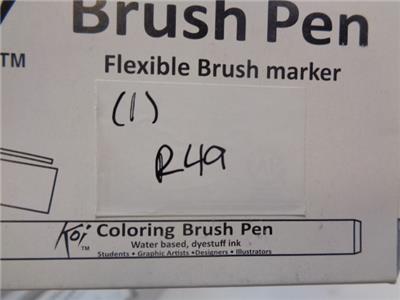 Brush Pen
TM
Flexible Brush marker
(1)
R49
Koi TM Coloring Brush Pen
Water based, dyestuff ink
Students • Graphic Artists • Designers • Illustrators